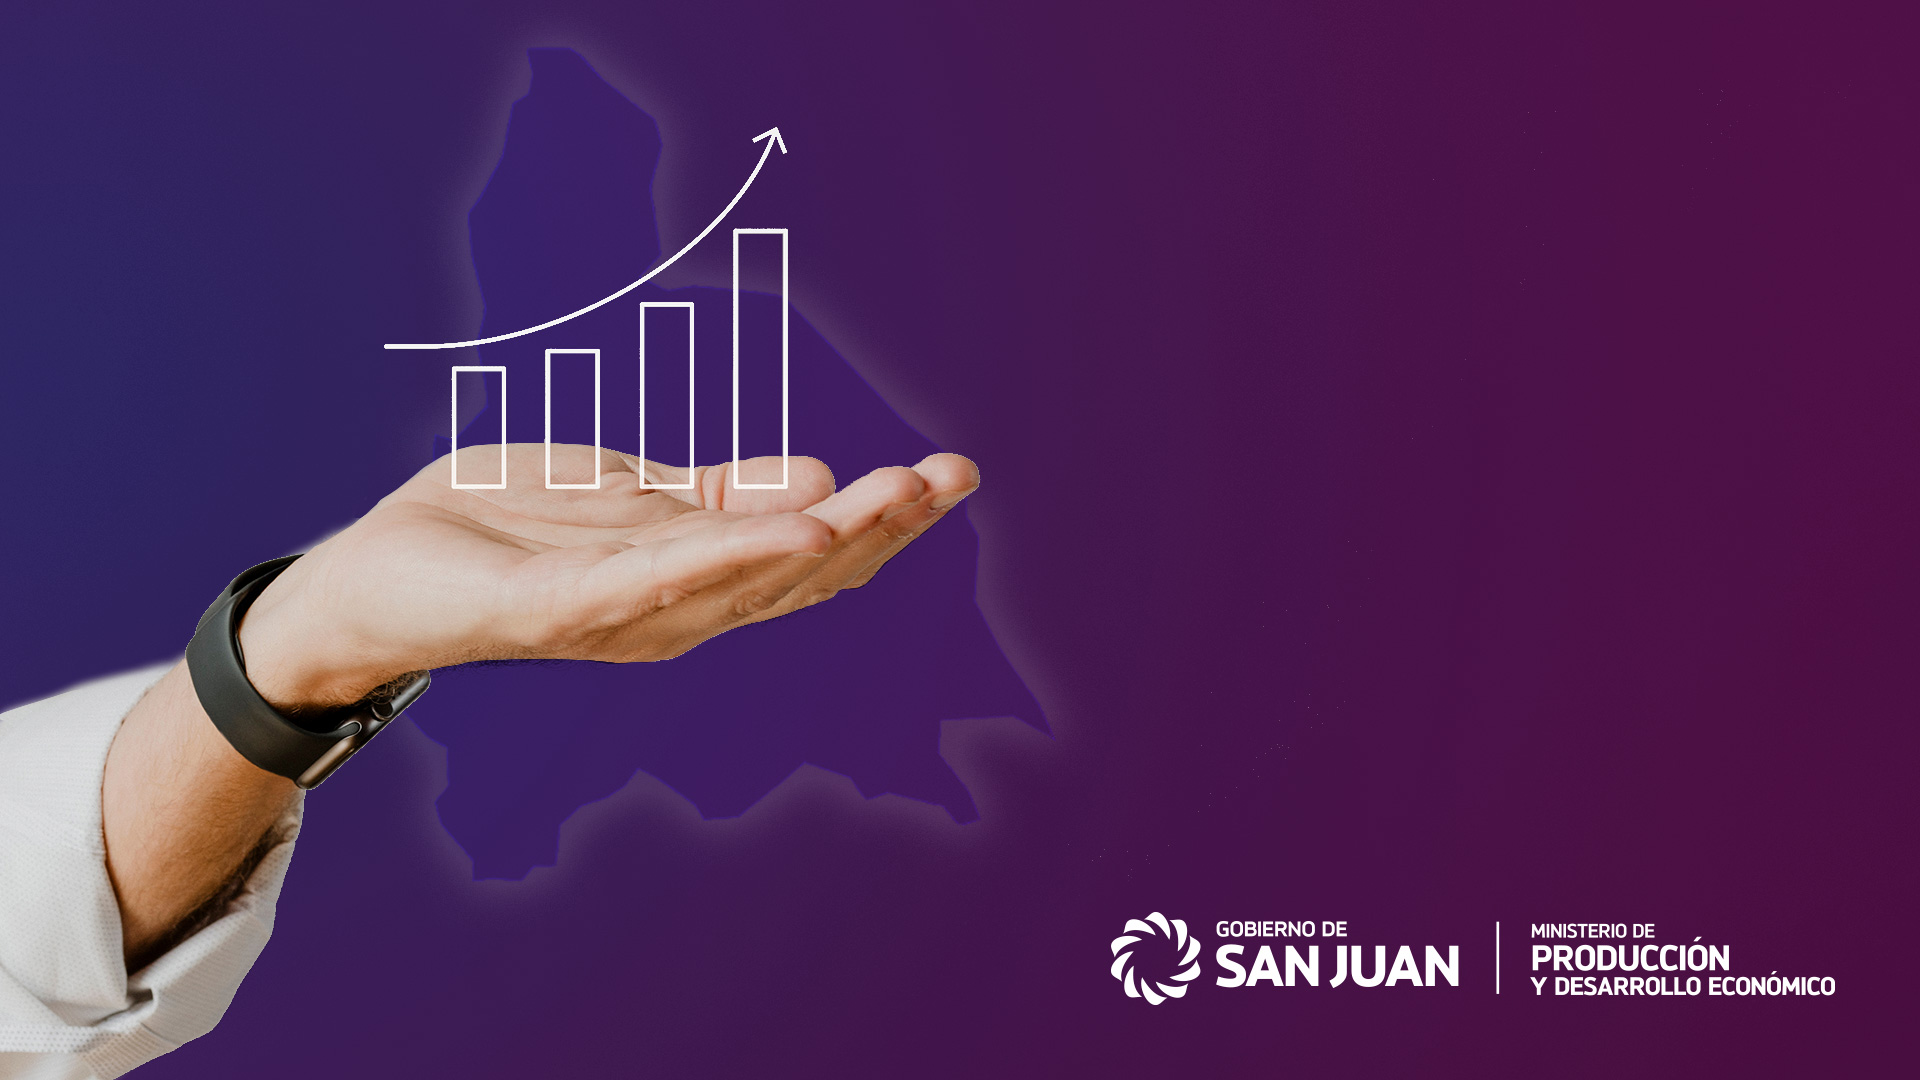 GOBIERNO DE
SAN JUAN
MINISTERIO DE
PRODUCCIÓN
Y DESARROLLO ECONÓMICO